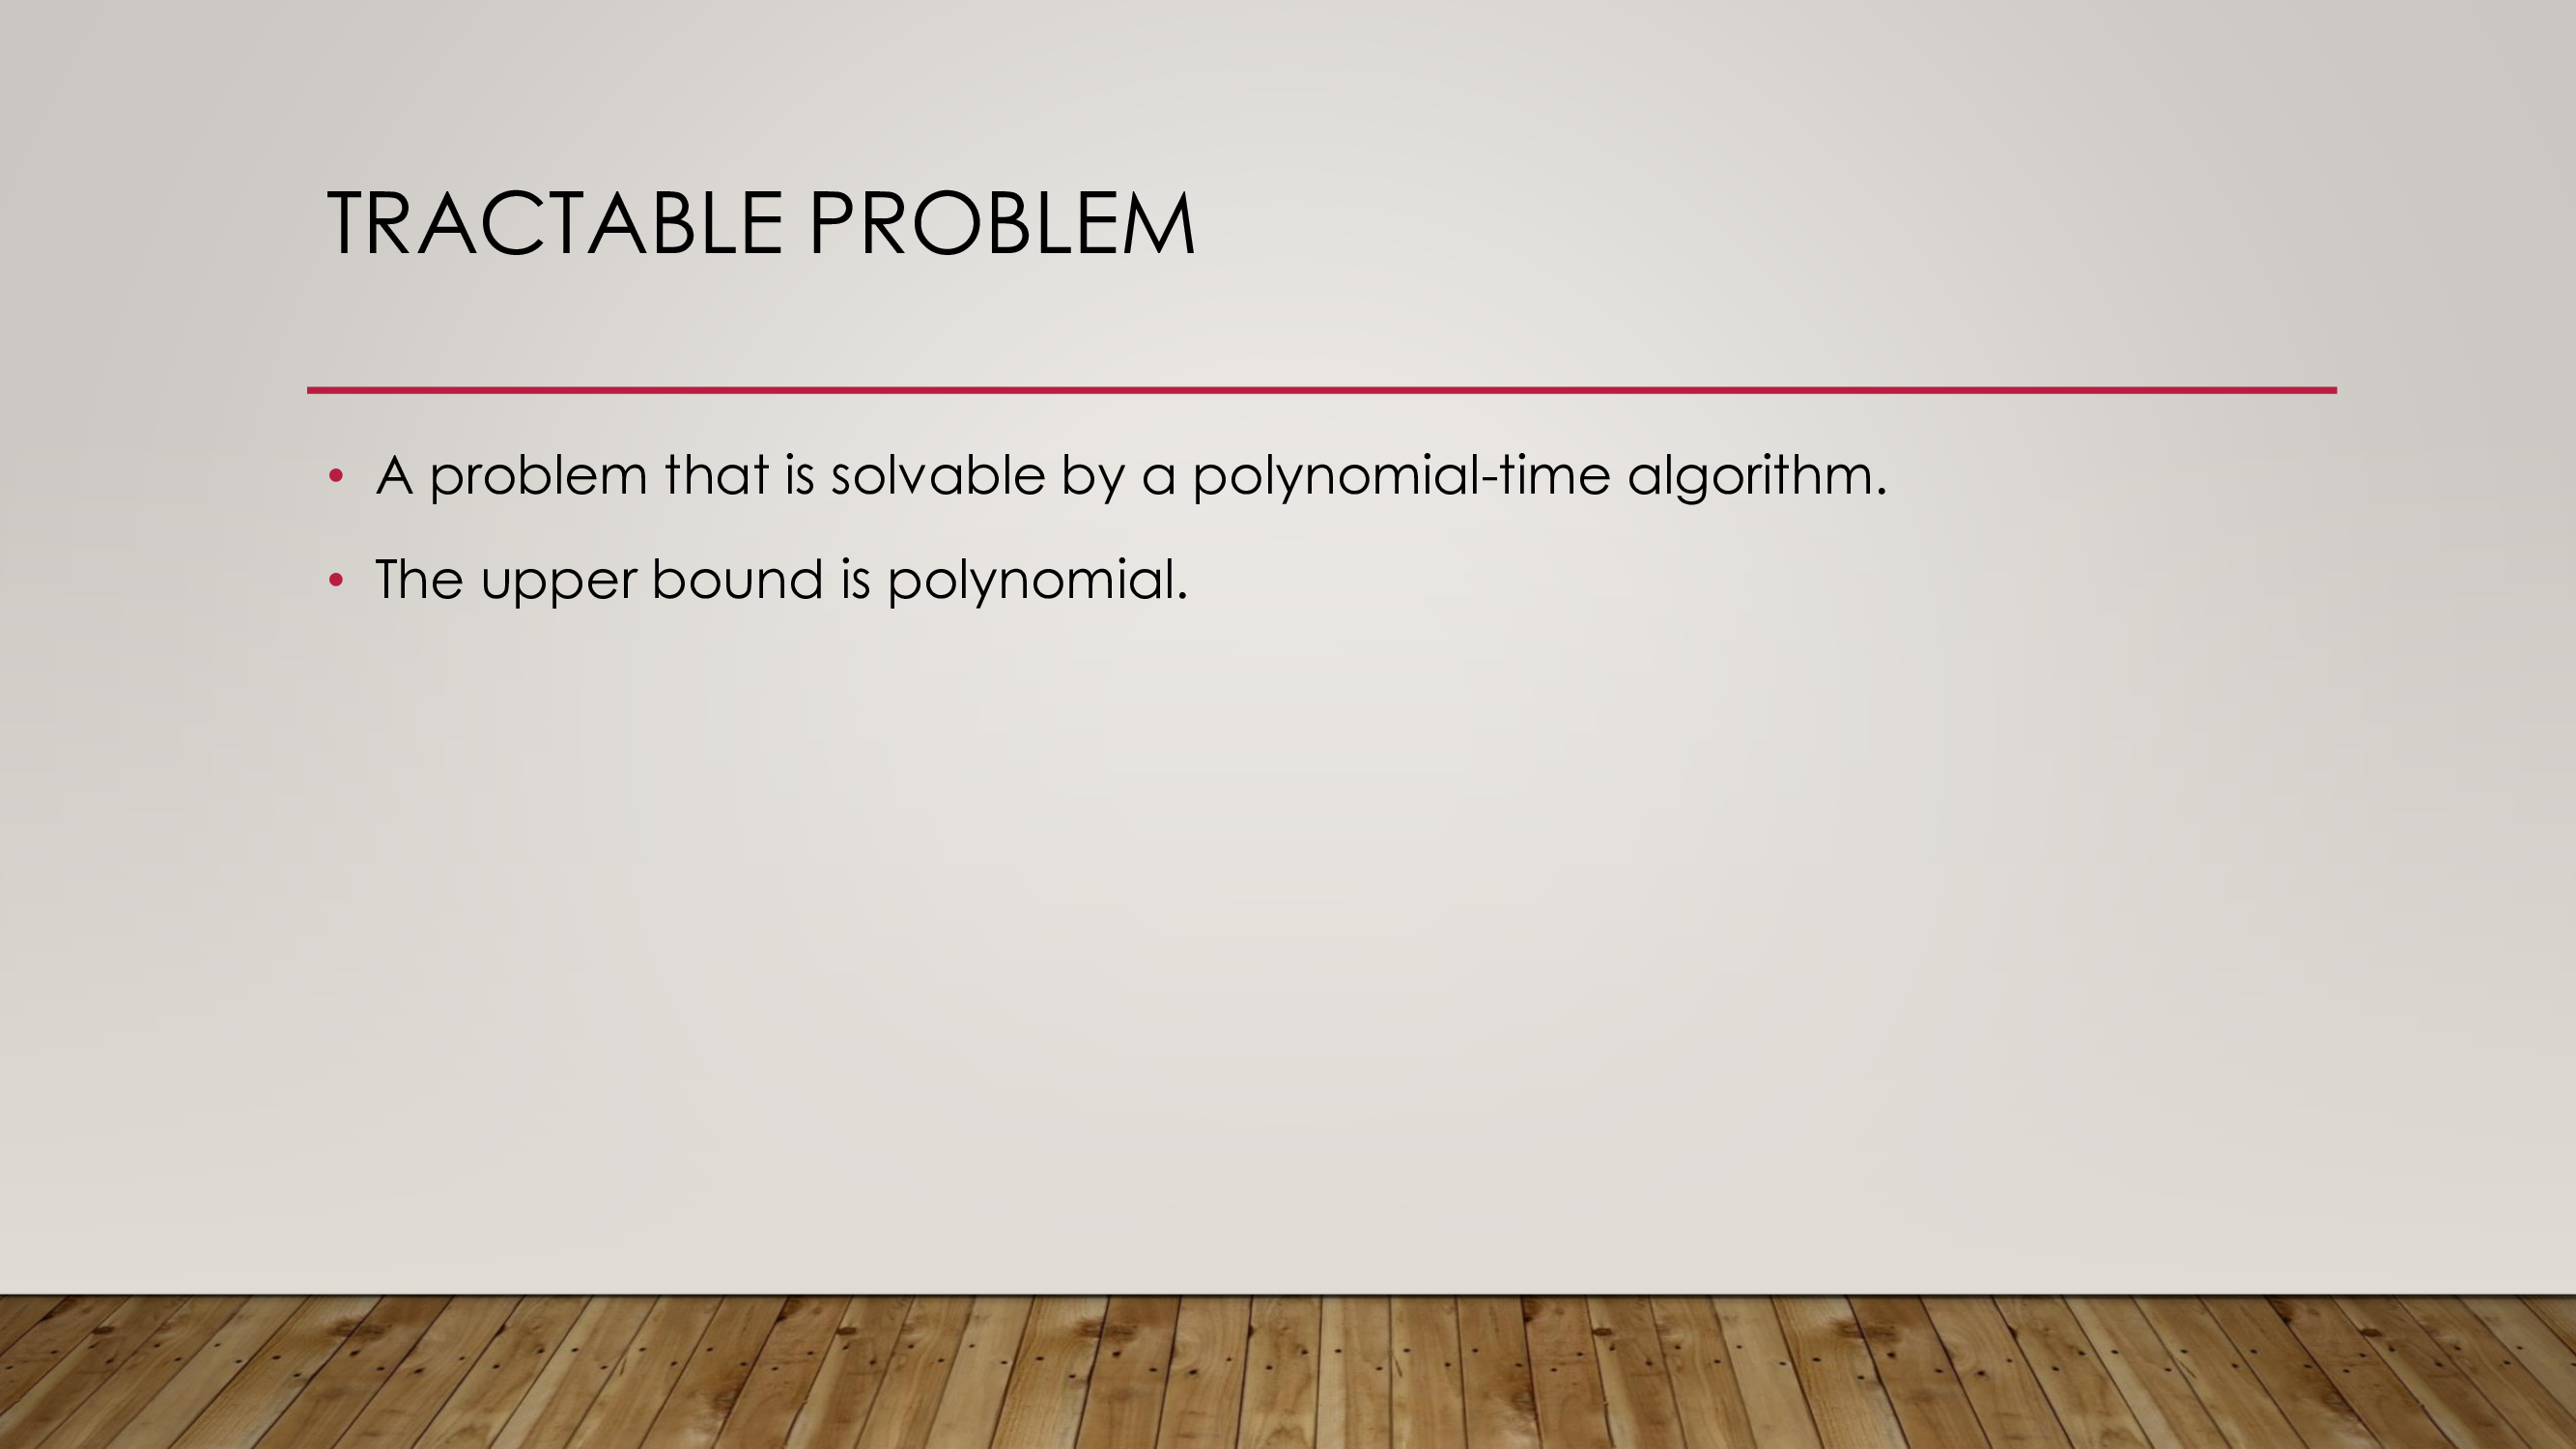 TRACTABLE PROBLEM
• A problem that is solvable by a polynomial-time algorithm.
• The upper bound is polynomial.